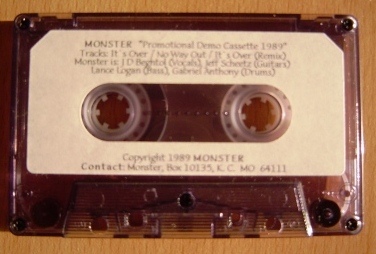 MONSTER "Promotional Demo Cassette 1989"
Tracks: It's Over / No Way Out / It's Over (Remix)
Monster is: J D Beghtol (Vocals), Jeff Scheetz (Guitars)
Lance Logan (Bass), Gabriel Anthony (Drums)
Copyright 1989 MONSTER
Contact: Monster, Box 10135, K. C. MO 64111